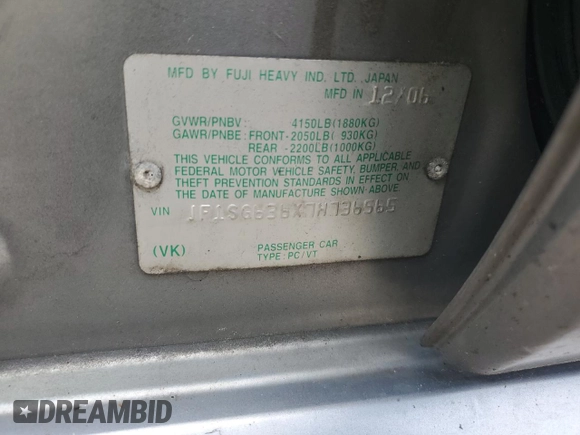 MFD BY FUJI HEAVY IND. LTD. JAPAN
MFD IN 12/06
GVWR/PNBV: 4150LB(1880KG)
GAWR/PNBE: FRONT-2050LB( 930KG)
REAR -2200LB(1000KG)
THIS VEHICLE CONFORMS TO ALL APPLICABLE
FEDERAL MOTOR VEHICLE SAFETY, BUMPER AND
THEFT PREVENTION STANDARDS IN EFFECT ON
THE DATE OF MANUFACTURE SHOWN ABOVE.
VIN
(VK)
PASSENGER CAR
TYPE: PC/VT
DREAMBID